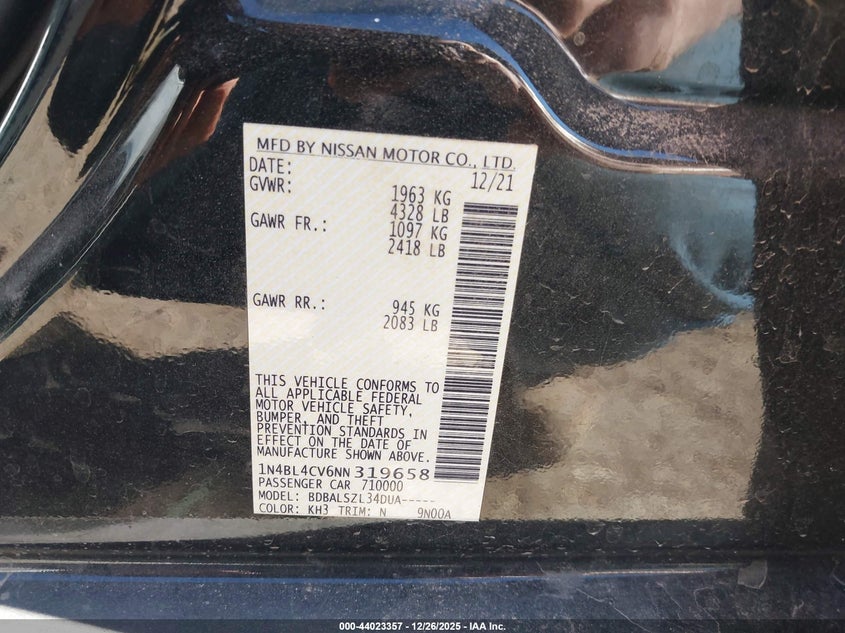 MFD BY NISSAN MOTOR CO., LTD.
DATE: 12/21
GVWR: 1963 KG
4328 LB
GAWR FR.: 1097 KG
2418 LB
GAWR RR.: 945 KG
2083 LB
THIS VEHICLE CONFORMS TO
ALL APPLICABLE FEDERAL
MOTOR VEHICLE SAFETY,
BUMPER, AND THEFT
PREVENTION STANDARDS IN
EFFECT ON THE DATE OF
MANUFACTURE SHOWN ABOVE.
1N4BL4CV6NN 319658
PASSENGER CAR 710000
MODEL: BDBALSZL34DUA-----
COLOR: KH3 TRIM: N 9N00A
000-44023357 - 12/26/2025 - IAA Inc.